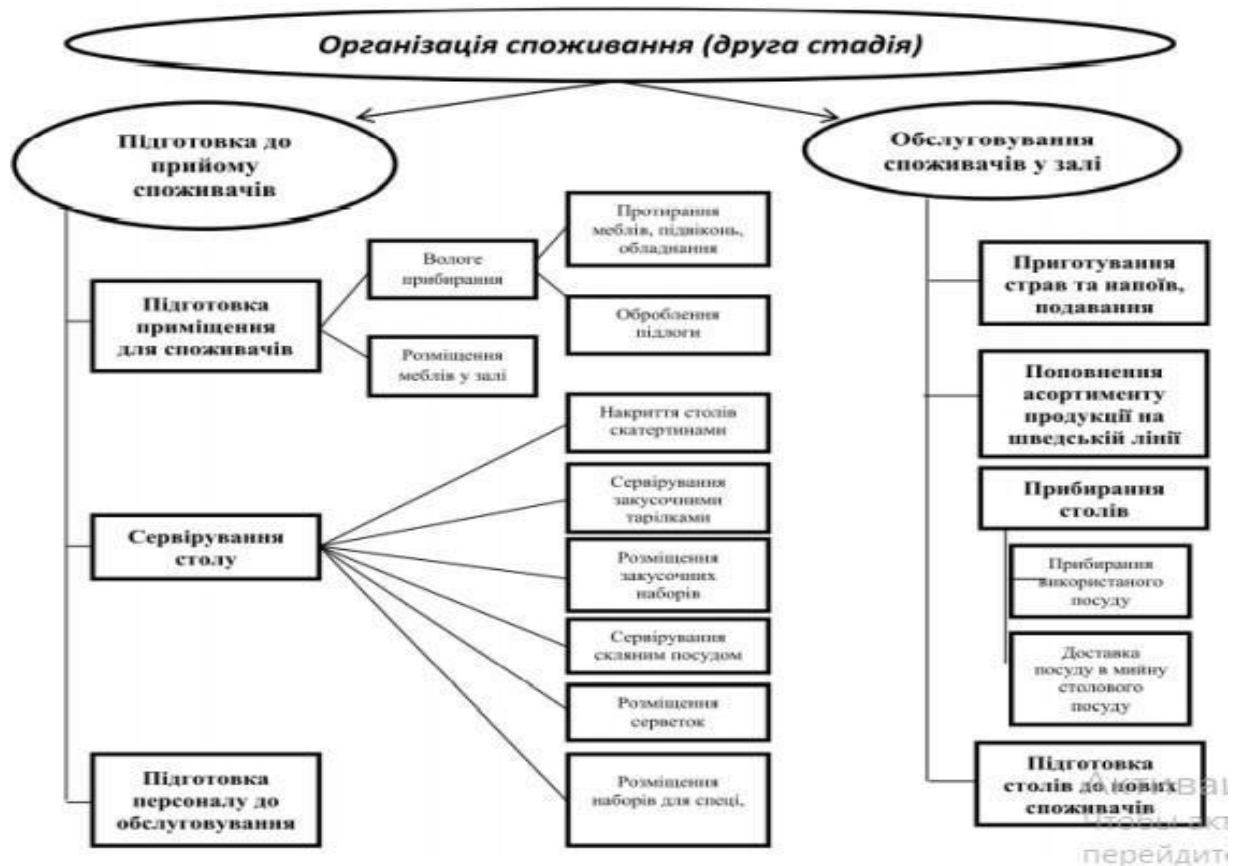 Організація споживання (друга стадія)
Підготовка до
прийому
споживачів
Обслуговування
споживачів у залі
Підготовка
приміщення
для споживачів
Вологе
прибирання
Розміщення
меблів у залі
Протирання
меблів, підвіконь,
обладнання
Оброблення
підлоги
Сервірування
столу
Накриття столів
скатертинами
Сервірування
закусочними
тарілками
Розміщення
закусочних
наборів
Сервірування
скляним посудом
Розміщення
серветок
Розміщення
наборів для спеці,
Підготовка
персоналу до
обслуговування
Приготування
страв та напоїв,
подавання
Поповнення
асортименту
продукції на
шведській лінії
Прибирання
столів
Прибирання
використаного
посуду
Доставка
посуду в мийну
столового
посуду
Підготовка
столів до нових
споживачів
Активаці
Чтобы акт
перейдите